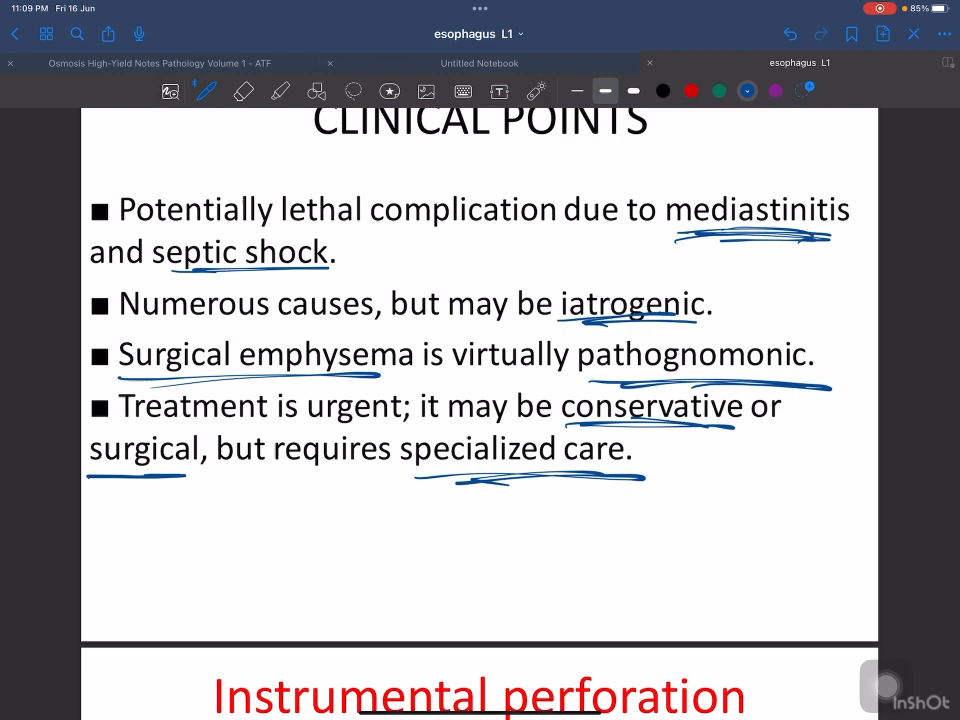 11:09 PM Fri 16 Jun
85%
esophagus L1
Osmosis High-Yield Notes Pathology Volume 1 - ATF
Untitled Notebook
esophagus L1
CLINICAL POINTS
■ Potentially lethal complication due to mediastinitis
and septic shock.
■ Numerous causes, but may be iatrogenic.
■ Surgical emphysema is virtually pathognomonic.
■ Treatment is urgent; it may be conservative or
surgical, but requires specialized care.
Instrumental perforation
InShOt